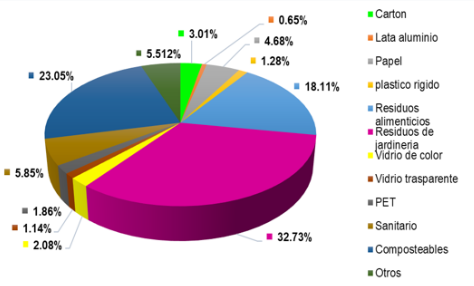 3.01%
0.65%
4.68%
1.28%
18.11%
32.73%
2.08%
1.14%
1.86%
5.85%
23.05%
5.512%
Carton
Lata aluminio
Papel
plastico rigido
Residuos
alimenticios
Residuos de
jardineria
Vidrio de color
Vidrio trasparente
PET
Sanitario
Composteables
Otros